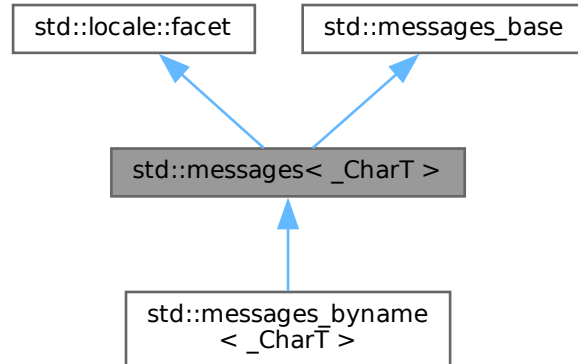 std::locale::facet
std::messages_base
std::messages< _CharT >
std::messages_byname
< _CharT >